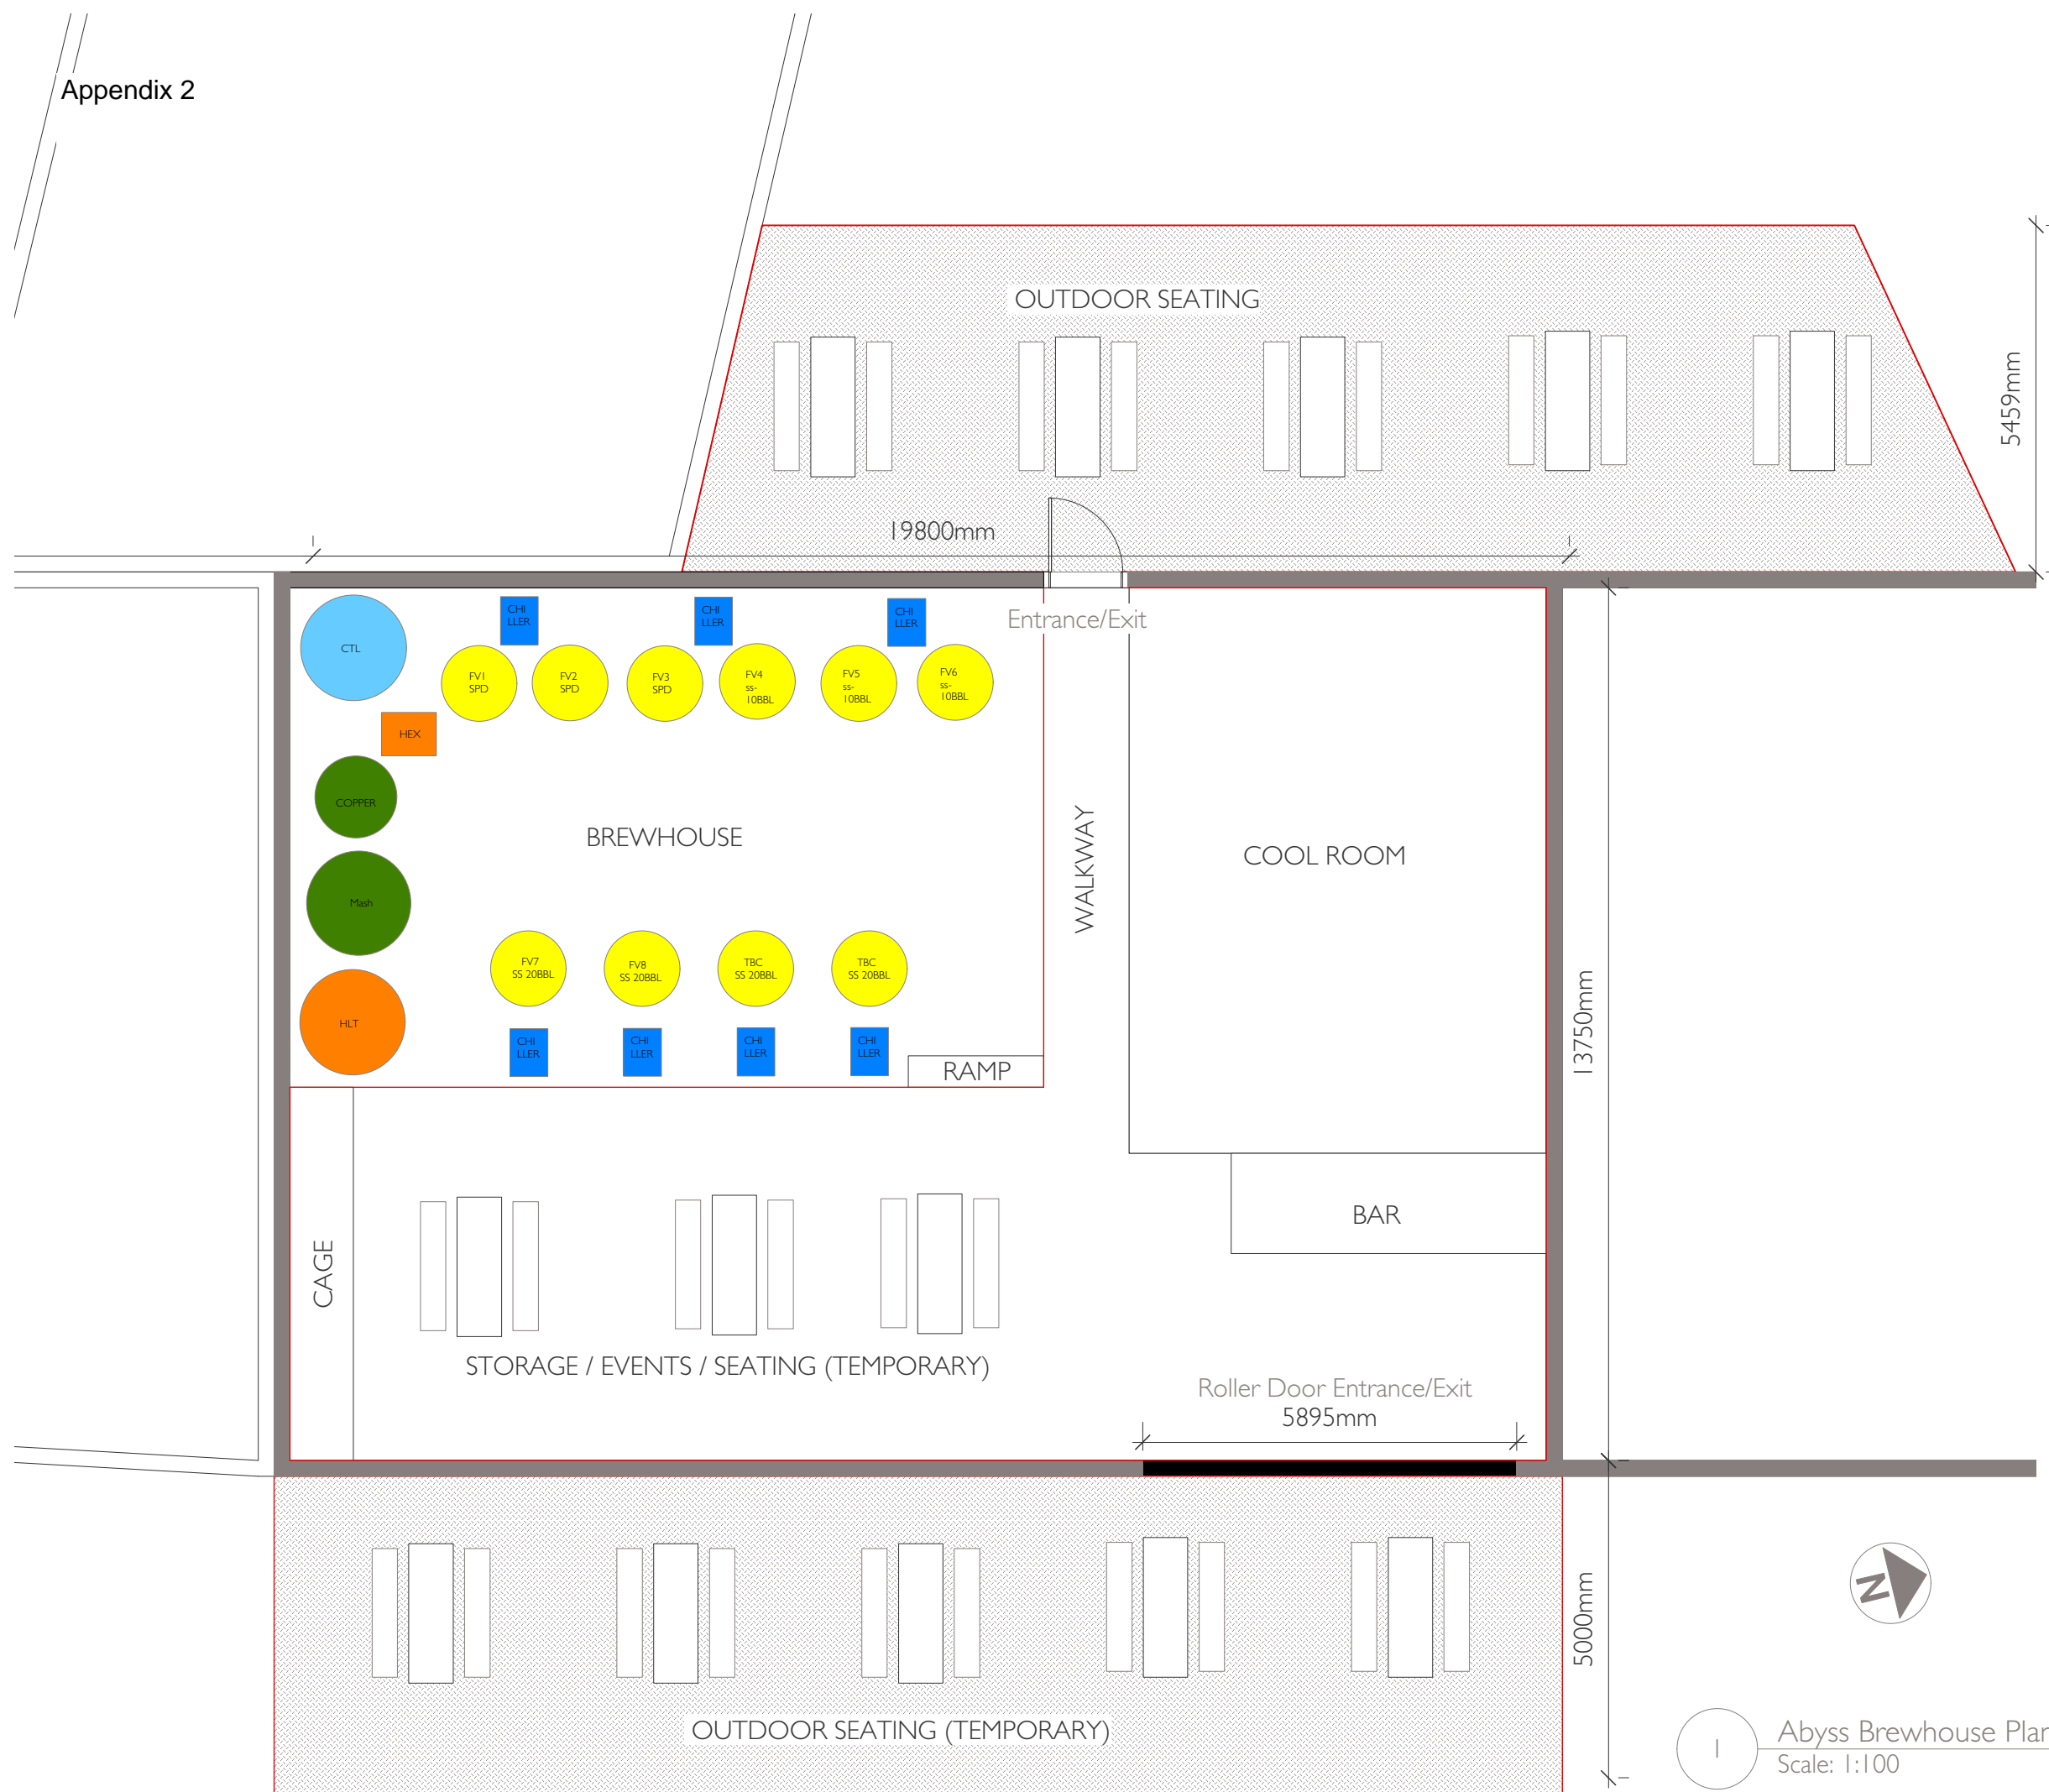 Appendix 2
OUTDOOR SEATING
5459mm
19800mm
Entrance/Exit
CTL
CHI
LLER
CHI
LLER
CHI
LLER
FV1
SPD
FV2
SPD
FV3
SPD
FV4
ss-
10BBL
FV5
ss-
10BBL
FV6
ss-
10BBL
HEX
COPPER
BREWHOUSE
WALKWAY
COOL ROOM
Mash
FV7
SS 20BBL
FV8
SS 20BBL
TBC
SS 20BBL
TBC
SS 20BBL
HLT
CHI
LLER
CHI
LLER
CHI
LLER
CHI
LLER
RAMP
13750mm
BAR
CAGE
STORAGE / EVENTS / SEATING (TEMPORARY)
Roller Door Entrance/Exit
5895mm
N
5000mm
OUTDOOR SEATING (TEMPORARY)
1
Abyss Brewhouse Plan
Scale: 1:100